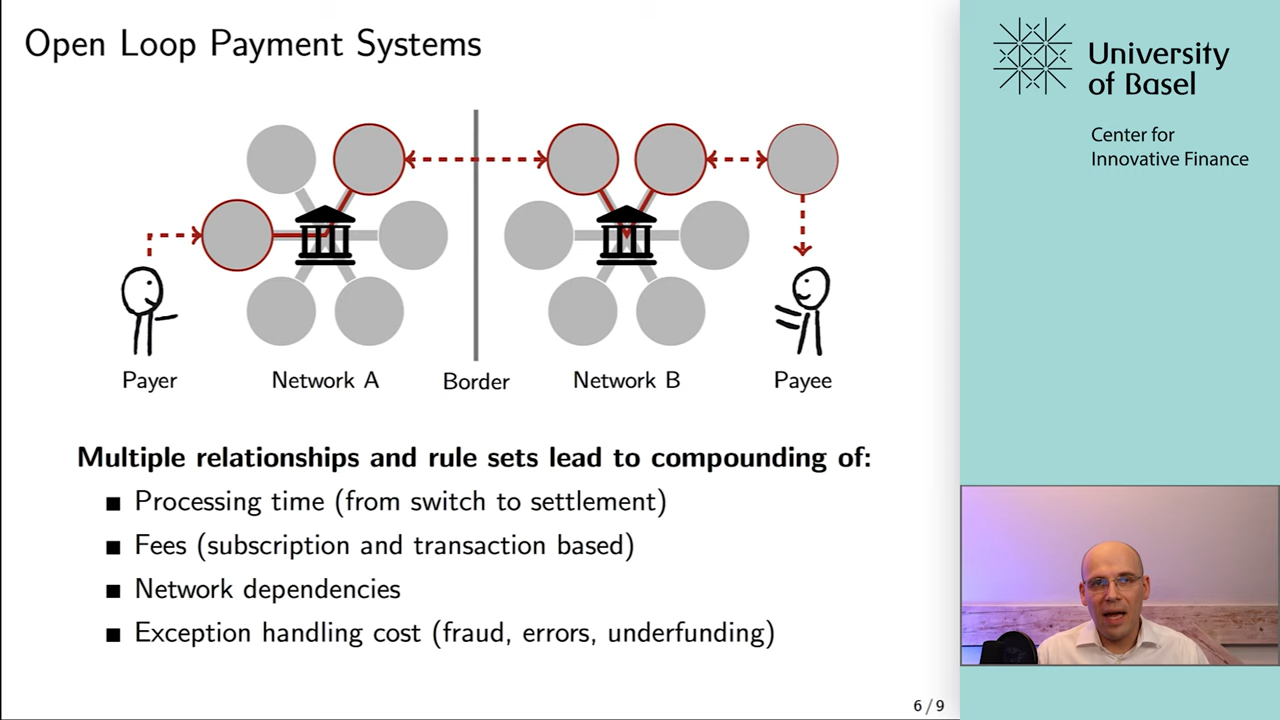 Open Loop Payment Systems
Payer
Network A
Border
Network B
Payee
Multiple relationships and rule sets lead to compounding of:
Processing time (from switch to settlement)
Fees (subscription and transaction based)
Network dependencies
Exception handling cost (fraud, errors, underfunding)
6 / 9
University
of Basel
Center for
Innovative Finance